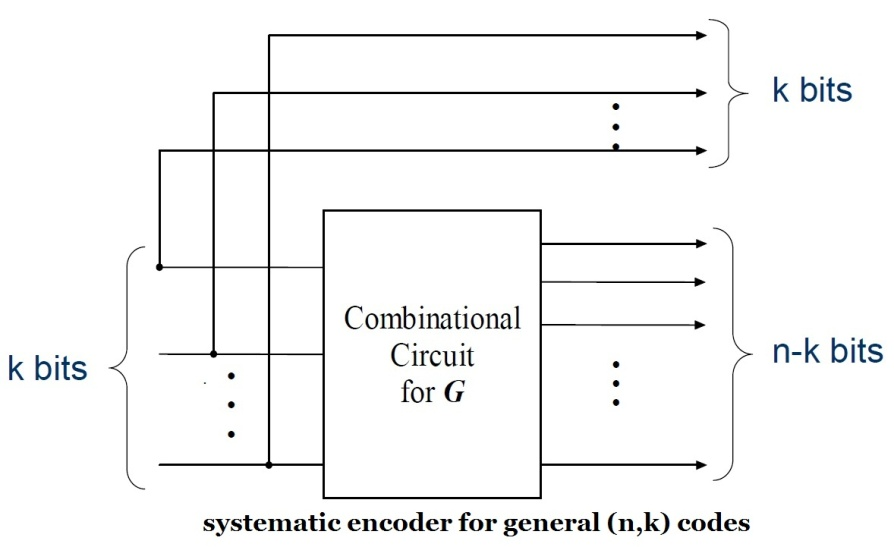 k bits
k bits
Combinational
Circuit
for G
n-k bits
systematic encoder for general (n,k) codes